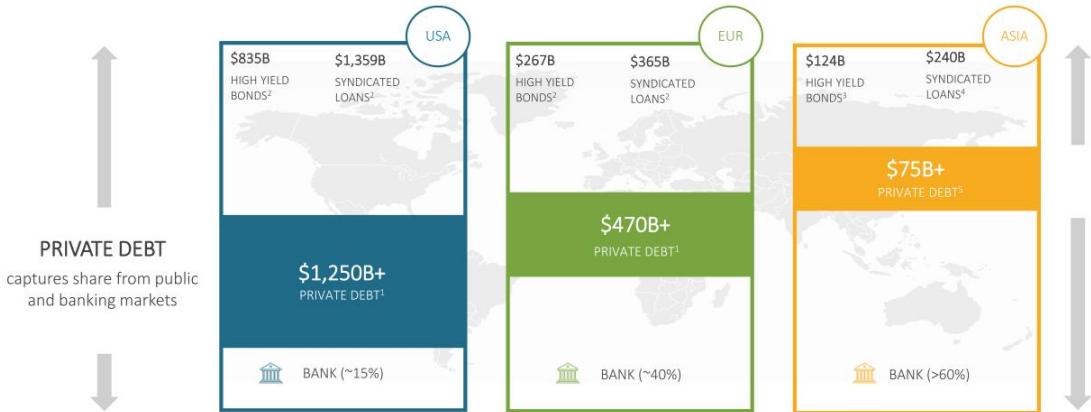 USA
$835B
HIGH YIELD
BONDS2
$1,359B
SYNDICATED
LOANS2
$1,250B+
PRIVATE DEBT1
BANK (~15%)
EUR
$267B
HIGH YIELD
BONDS2
$365B
SYNDICATED
LOANS2
$470B+
PRIVATE DEBT1
BANK (~40%)
ASIA
$124B
HIGH YIELD
BONDS3
$240B
SYNDICATED
LOANS4
$75B+
PRIVATE DEBT5
BANK (>60%)
PRIVATE DEBT
captures share from public
and banking markets